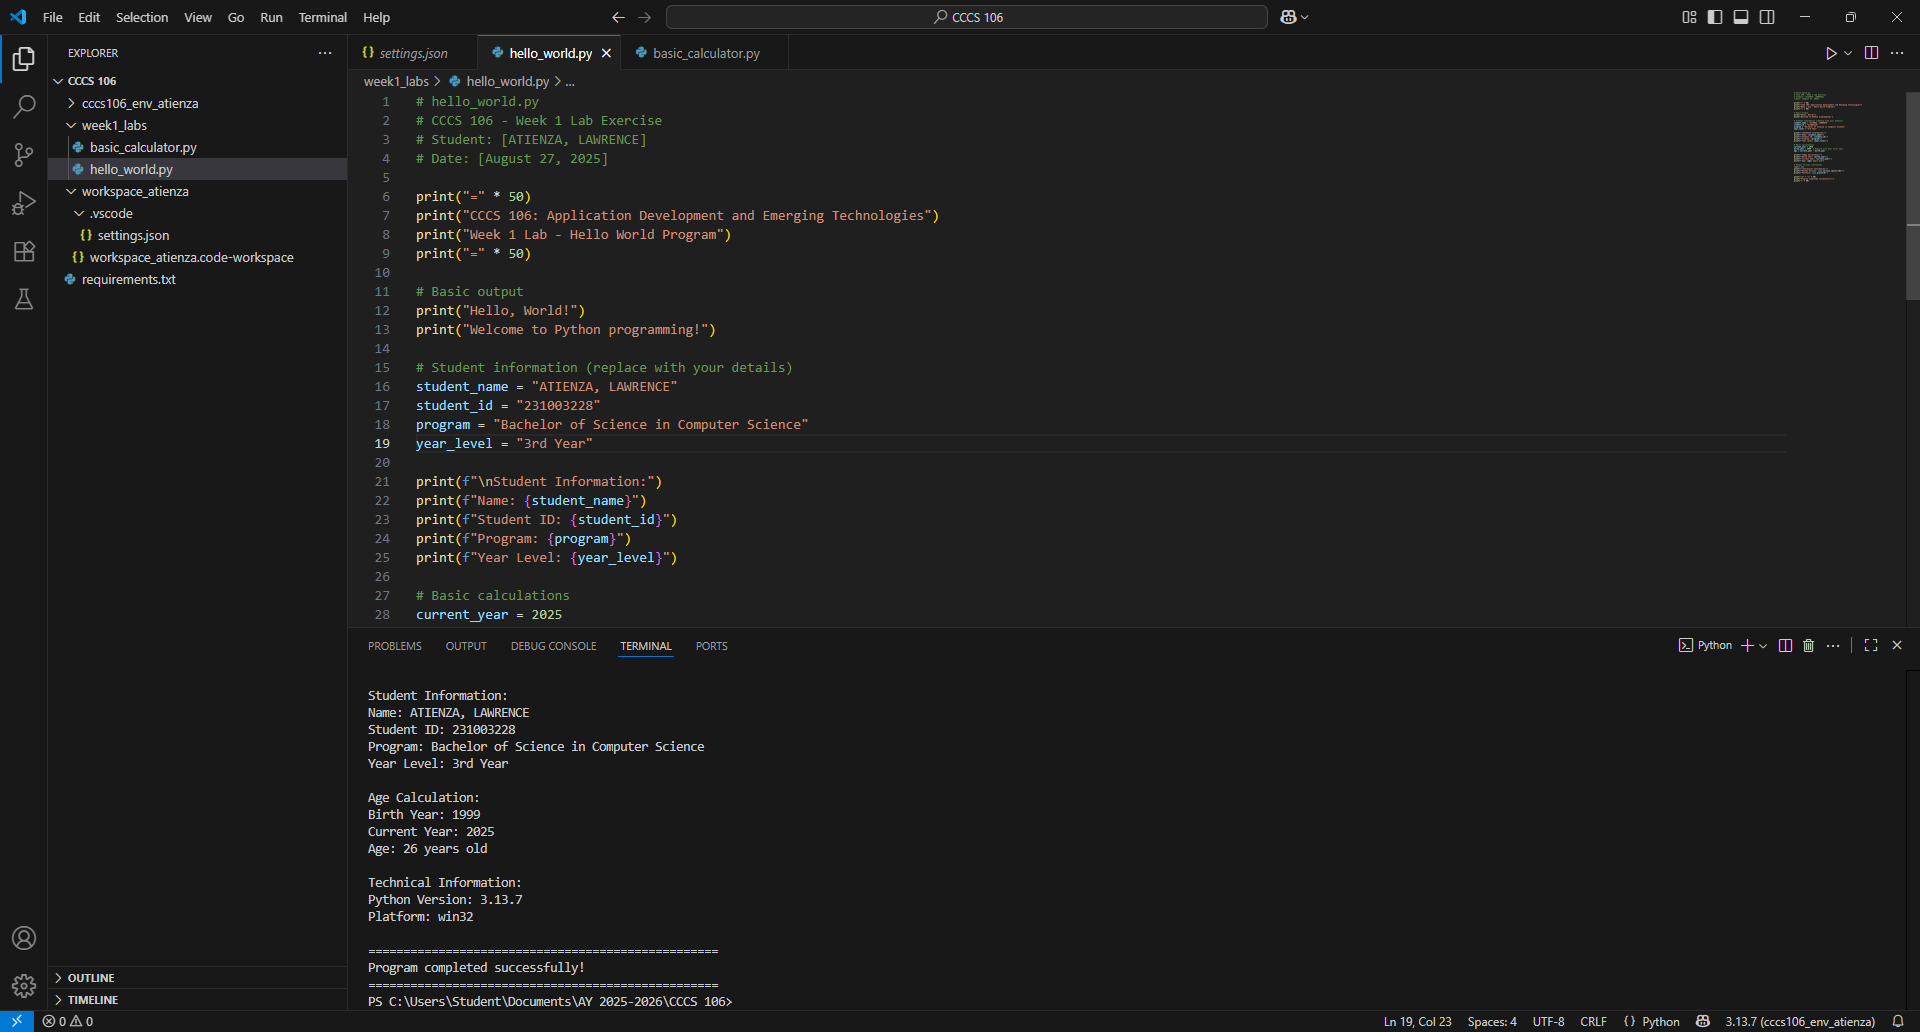 File Edit Selection View Go Run Terminal Help
CCCS 106
EXPLORER
CCCS 106
cccs106_env_atienza
week1_labs
basic_calculator.py
hello_world.py
workspace_atienza
.vscode
settings.json
workspace_atienza.code-workspace
requirements.txt
OUTLINE
TIMELINE
settings.json hello_world.py basic_calculator.py
week1_labs > hello_world.py > ...
1 # hello_world.py
2 # CCCS 106 - Week 1 Lab Exercise
3 # Student: [ATIENZA, LAWRENCE]
4 # Date: [August 27, 2025]
5
6 print("=" * 50)
7 print("CCCS 106: Application Development and Emerging Technologies")
8 print("Week 1 Lab - Hello World Program")
9 print("=" * 50)
10
11 # Basic output
12 print("Hello, World!")
13 print("Welcome to Python programming!")
14
15 # Student information (replace with your details)
16 student_name = "ATIENZA, LAWRENCE"
17 student_id = "231003228"
18 program = "Bachelor of Science in Computer Science"
19 year_level = "3rd Year"
20
21 print(f"\nStudent Information:")
22 print(f"Name: {student_name}")
23 print(f"Student ID: {student_id}")
24 print(f"Program: {program}")
25 print(f"Year Level: {year_level}")
26
27 # Basic calculations
28 current_year = 2025
PROBLEMS OUTPUT DEBUG CONSOLE TERMINAL PORTS
Python
Student Information:
Name: ATIENZA, LAWRENCE
Student ID: 231003228
Program: Bachelor of Science in Computer Science
Year Level: 3rd Year
Age Calculation:
Birth Year: 1999
Current Year: 2025
Age: 26 years old
Technical Information:
Python Version: 3.13.7
Platform: win32
==================================================
Program completed successfully!
==================================================
PS C:\Users\Student\Documents\AY 2025-2026\CCCS 106>
0 0 Ln 19, Col 23 Spaces: 4 UTF-8 CRLF {} Python 3.13.7 (cccs106_env_atienza)